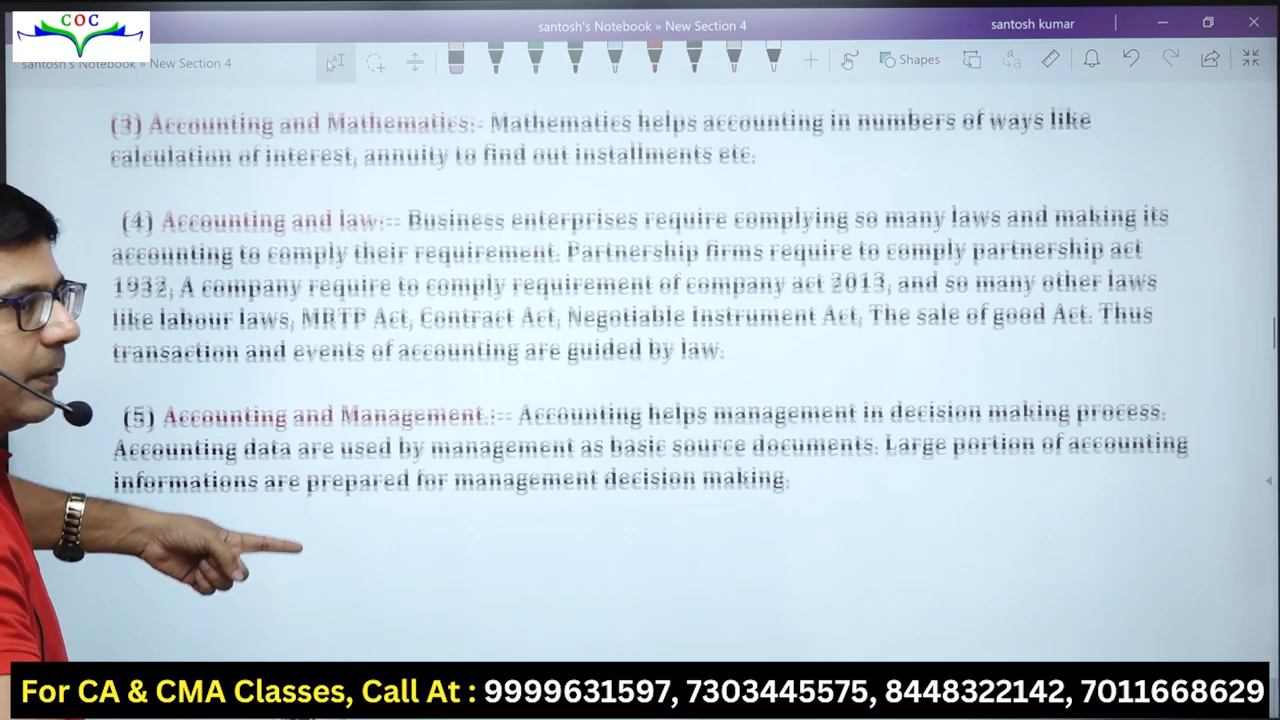 COC
santosh's Notebook » New Section 4
santosh kumar
santosh's Notebook » New Section 4
Shapes
(3) Accounting and Mathematics:- Mathematics helps accounting in numbers of ways like
calculation of interest, annuity to find out installments etc.
(4) Accounting and law:-- Business enterprises require complying so many laws and making its
accounting to comply their requirement. Partnership firms require to comply partnership act
1932, A company require to comply requirement of company act 2013, and so many other laws
like labour laws, MRTP Act, Contract Act, Negotiable Instrument Act, The sale of good Act. Thus
transaction and events of accounting are guided by law.
(5) Accounting and Management.:-- Accounting helps management in decision making process.
Accounting data are used by management as basic source documents. Large portion of accounting
informations are prepared for management decision making.
For CA & CMA Classes, Call At : 9999631597, 7303445575, 8448322142, 7011668629